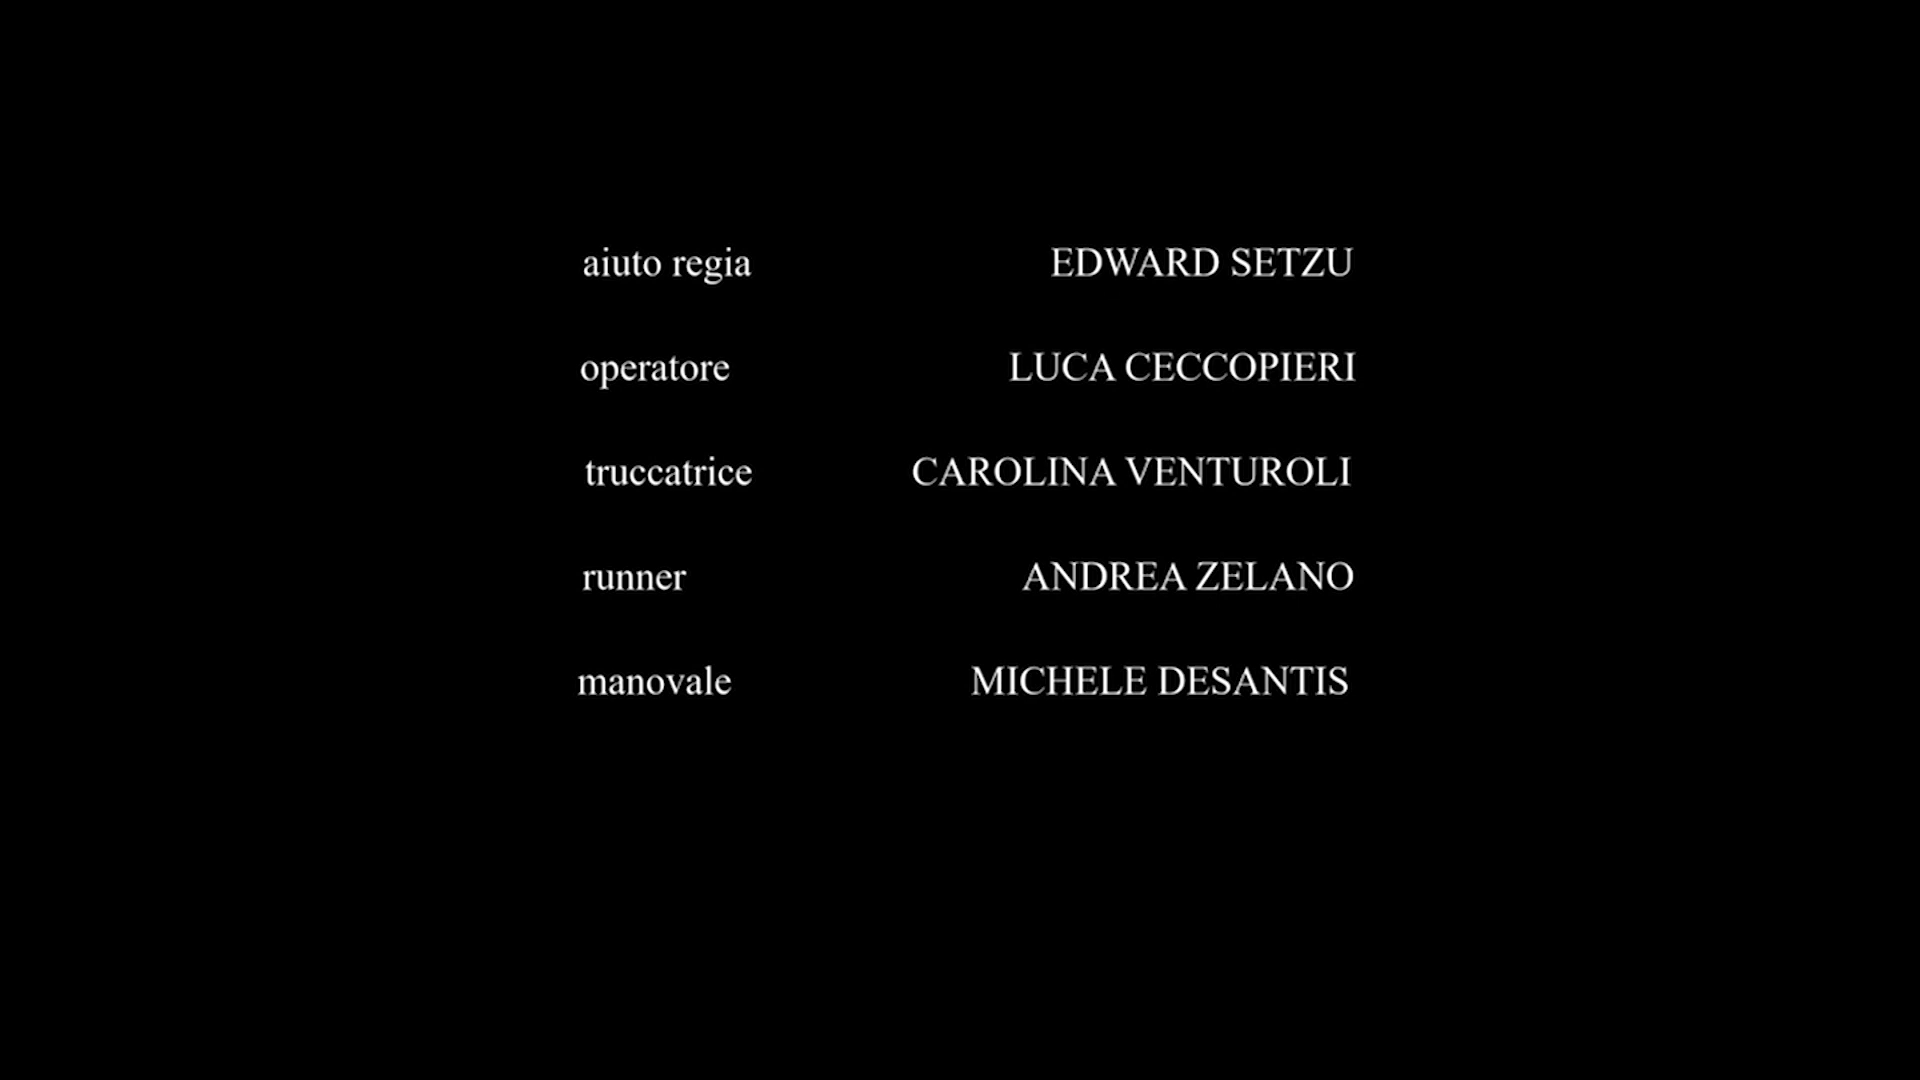 aiuto regia EDWARD SETZU
operatore LUCA CECCOPIERI
truccatrice CAROLINA VENTUROLI
runner ANDREA ZELANO
manovale MICHELE DESANTIS